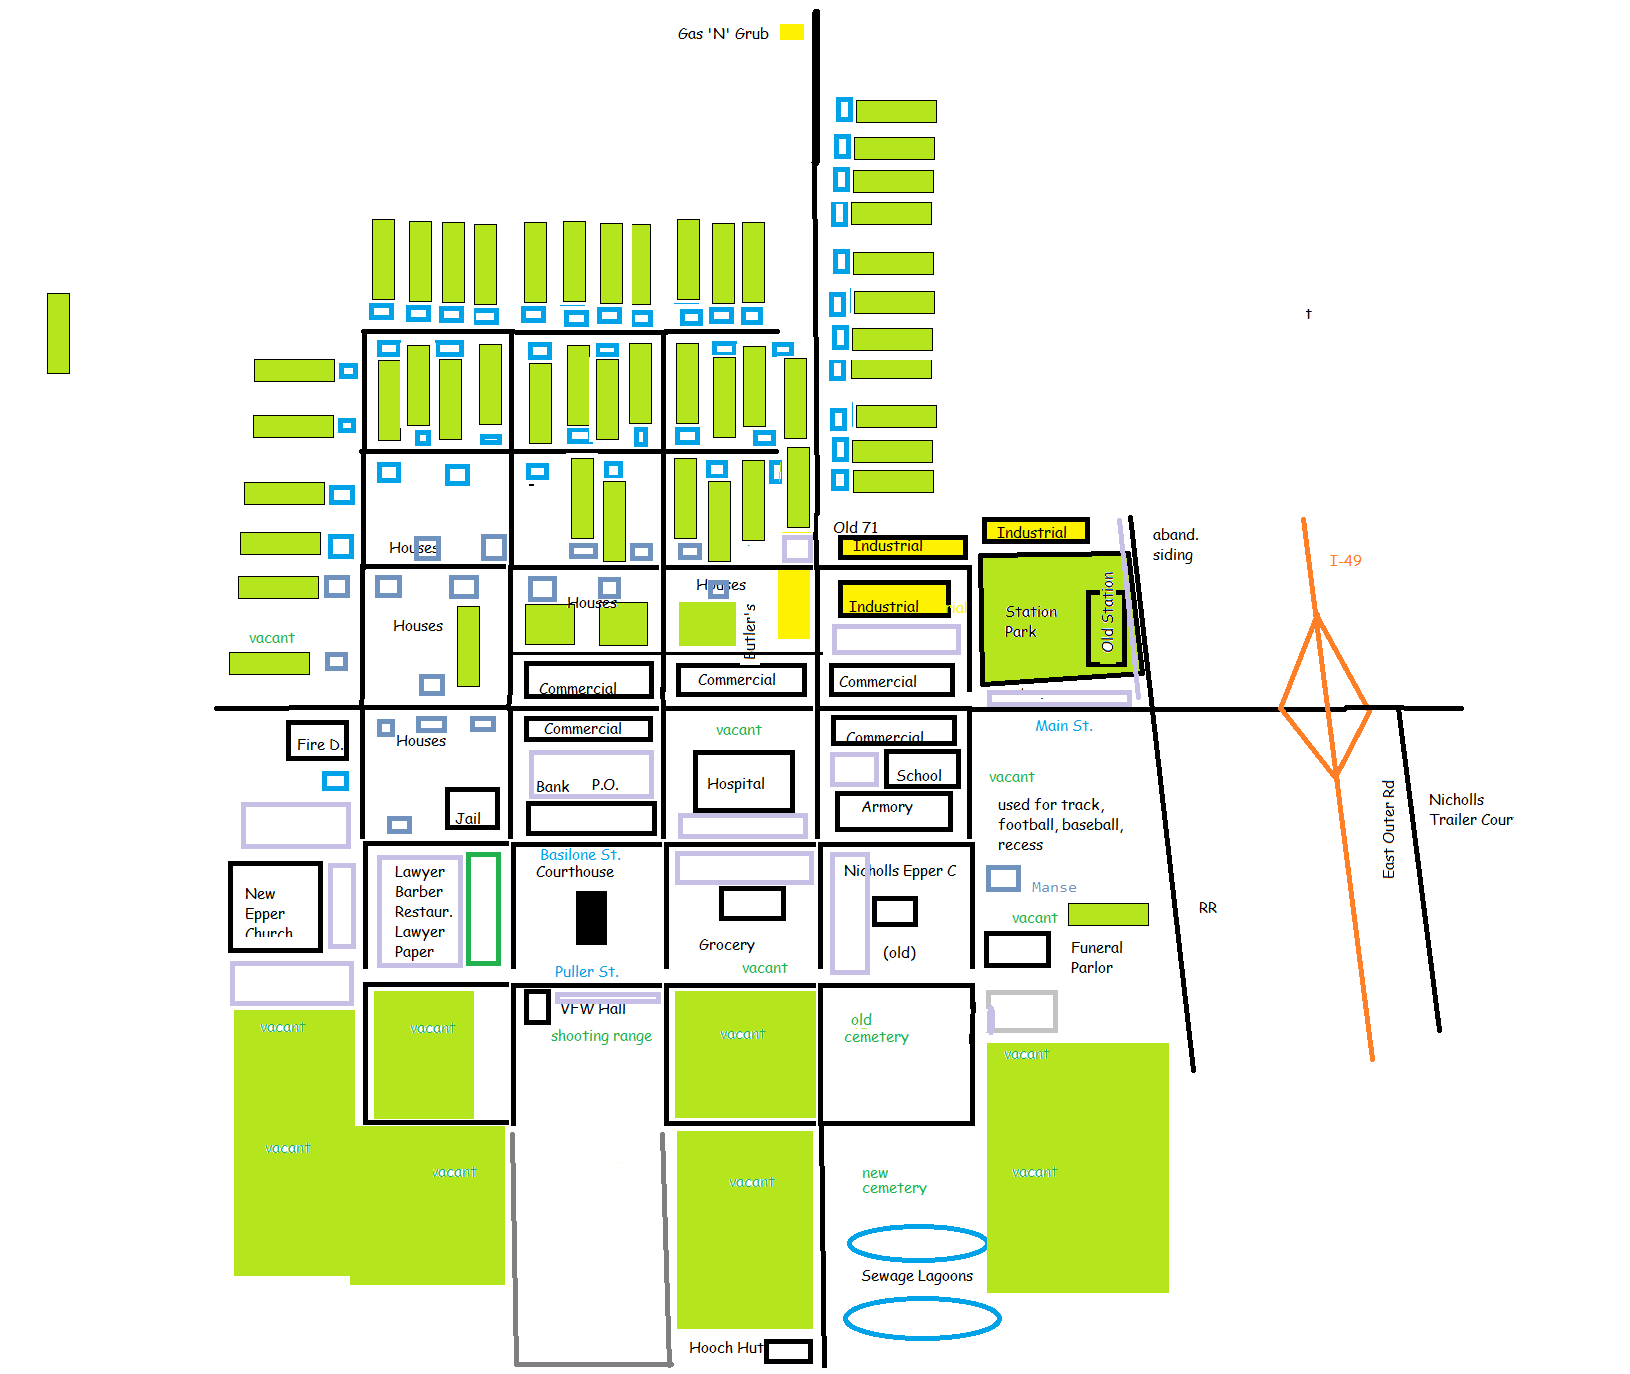 Gas 'N' Grub
†
Old 71
Industrial
Industrial
aband.
siding
I-49
Houses
Houses
Houses
Houses
Butler's
Industrial
Station
Park
Old Station
vacant
Commercial
Commercial
Commercial
Main St.
Fire D.
Houses
Commercial
vacant
Commercial
Bank
P.O.
Hospital
School
vacant
used for track,
football, baseball,
recess
Jail
Armory
East Outer Rd
Nicholls
Trailer Cour
Basilone St.
Courthouse
Lawyer
Barber
Restaur.
Lawyer
Paper
Nicholls Epper C
Manse
New
Epper
Church
Grocery
(old)
vacant
RR
Funeral
Parlor
Puller St.
vacant
VFW Hall
shooting range
vacant
vacant
vacant
old
cemetery
vacant
vacant
vacant
vacant
new
cemetery
vacant
Sewage Lagoons
Hooch Hut